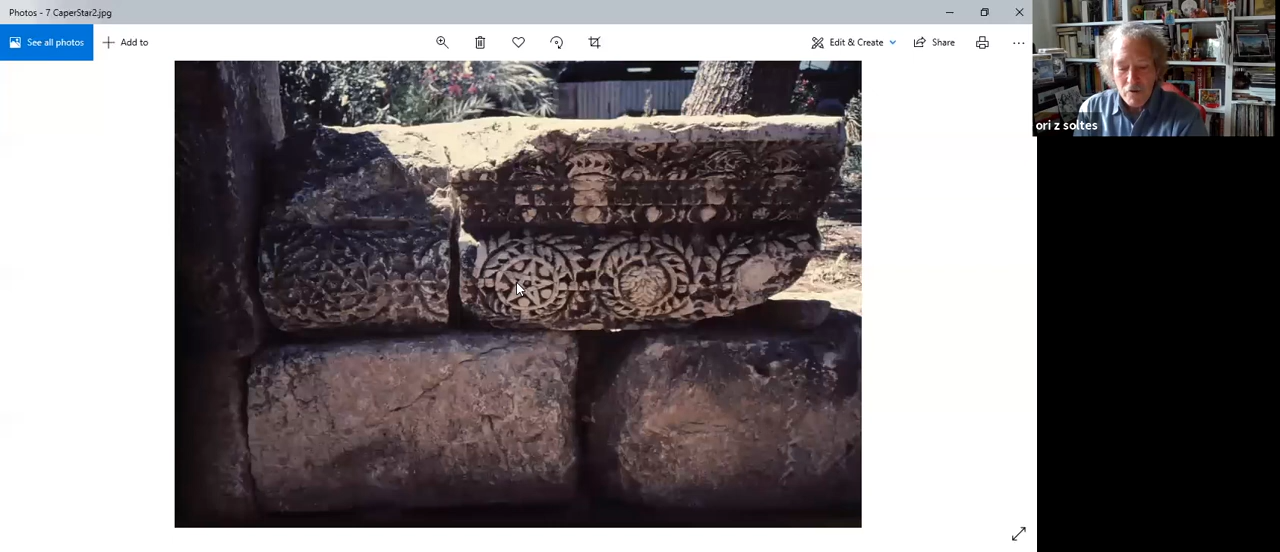 Photos - 7 CaperStar2.jpg
See all photos
Add to
Edit & Create
Share
ori z soltes